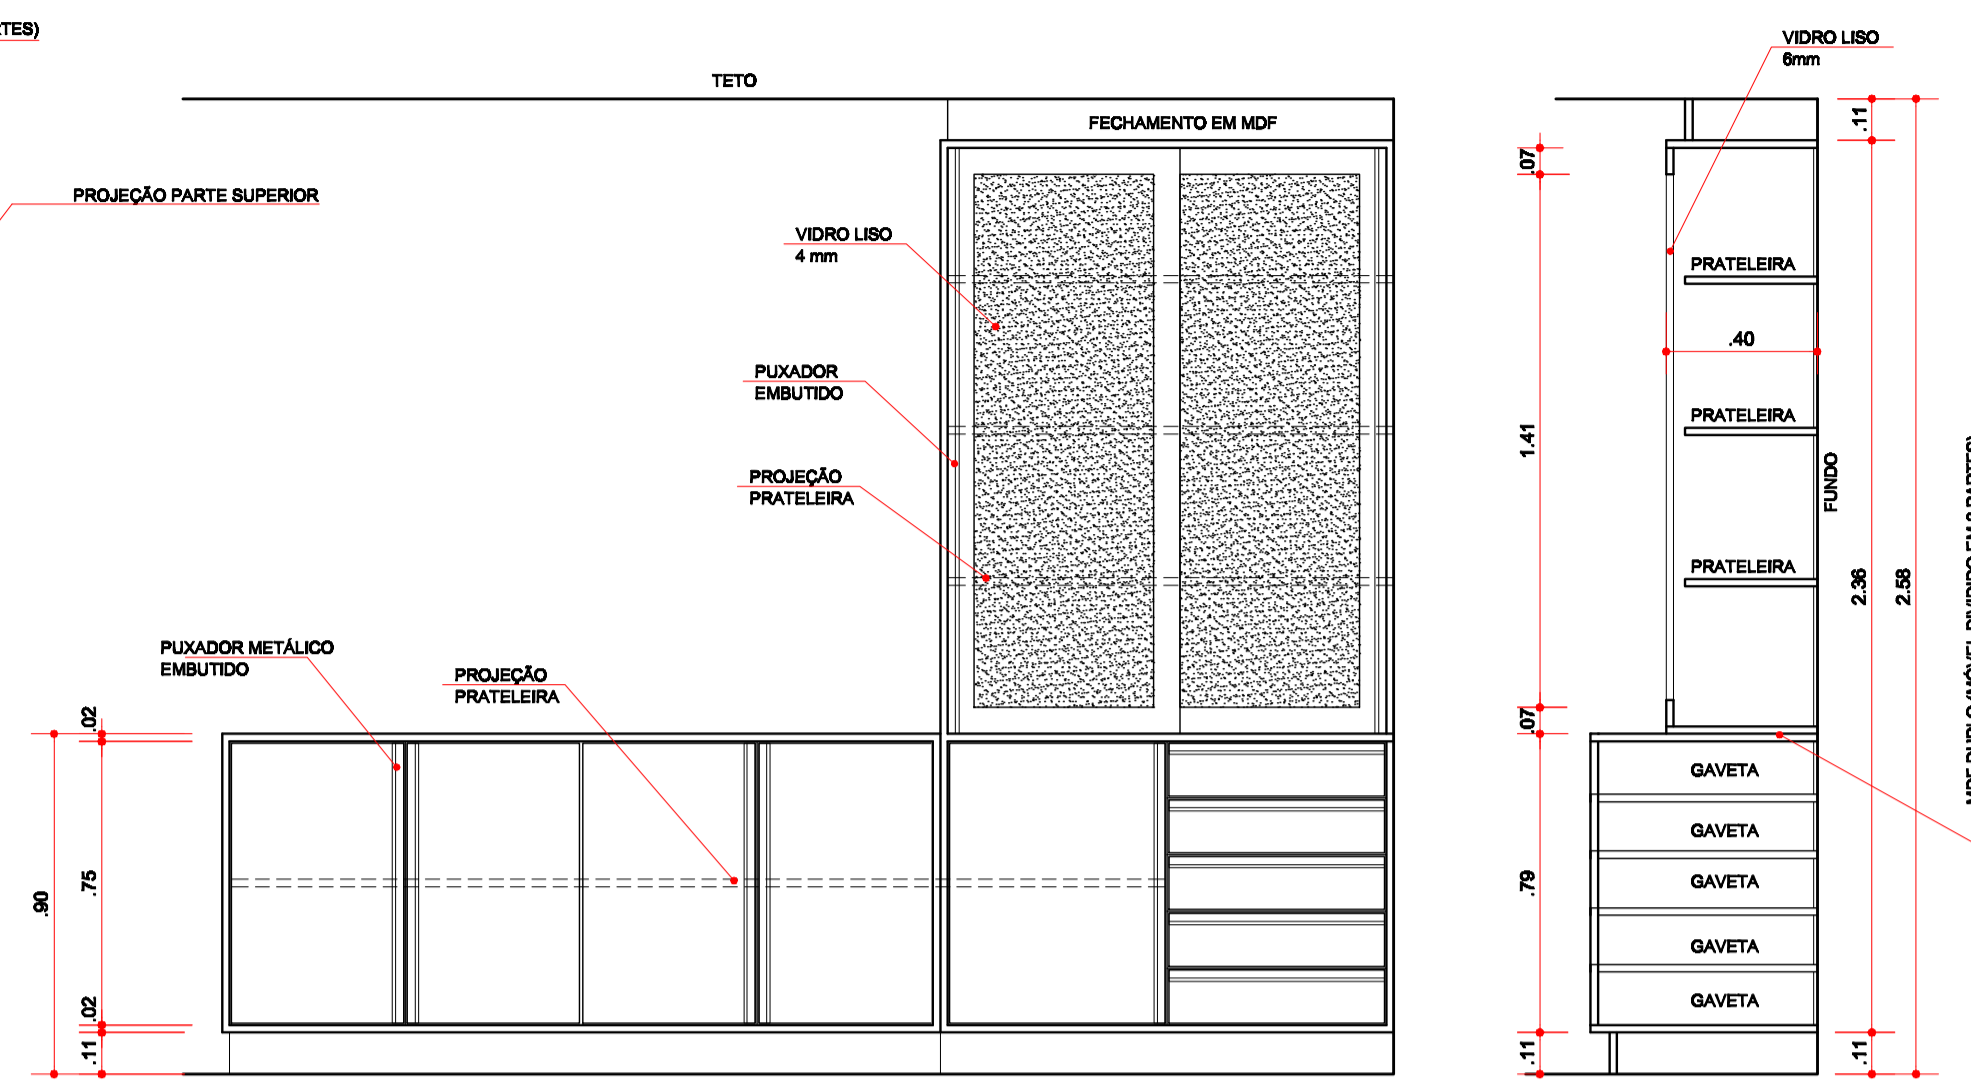 RTES)
TETO
FECHAMENTO EM MDF
PROJEÇÃO PARTE SUPERIOR
VIDRO LISO
4 mm
PUXADOR
EMBUTIDO
PROJEÇÃO
PRATELEIRA
PUXADOR METÁLICO
EMBUTIDO
PROJEÇÃO
PRATELEIRA
.02
.75
.90
.02
.11
VIDRO LISO
6mm
.11
.07
PRATELEIRA
.40
PRATELEIRA
1.41
FUNDO
PRATELEIRA
2.36
2.58
.07
GAVETA
GAVETA
.79
GAVETA
GAVETA
GAVETA
.11
.11